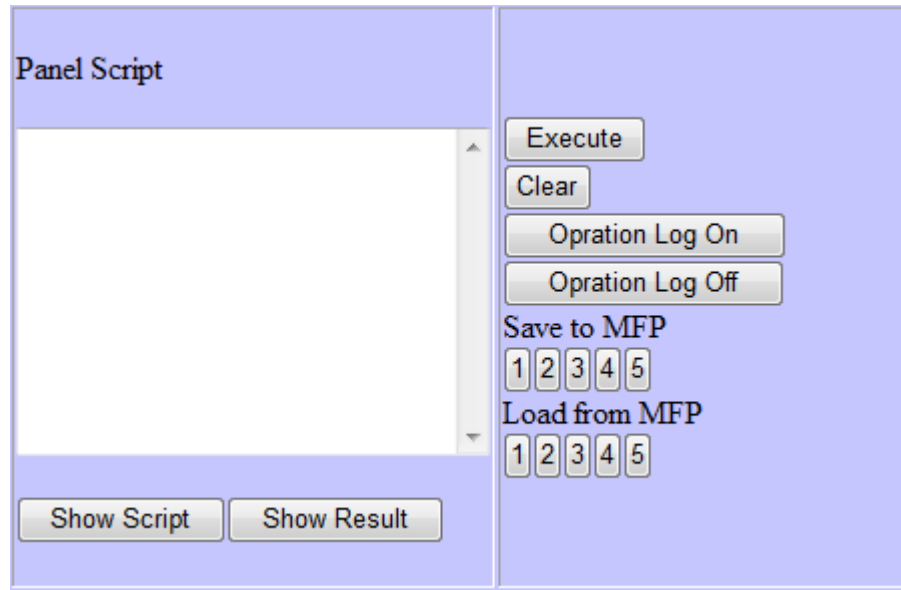 Panel Script
Show Script Show Result
Execute
Clear
Opration Log On
Opration Log Off
Save to MFP
1 2 3 4 5
Load from MFP
1 2 3 4 5